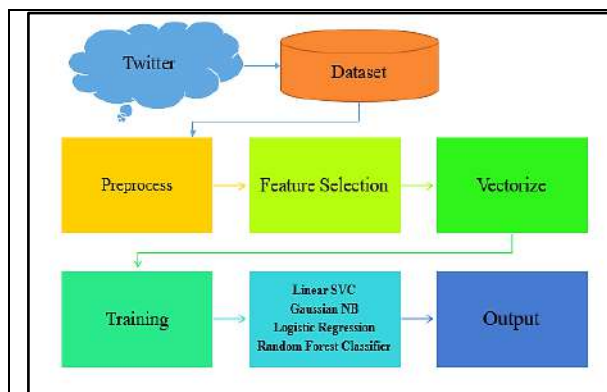 Twitter
Dataset
Preprocess
Feature Selection
Vectorize
Training
Linear SVC
Gaussian NB
Logistic Regression
Random Forest Classifier
Output